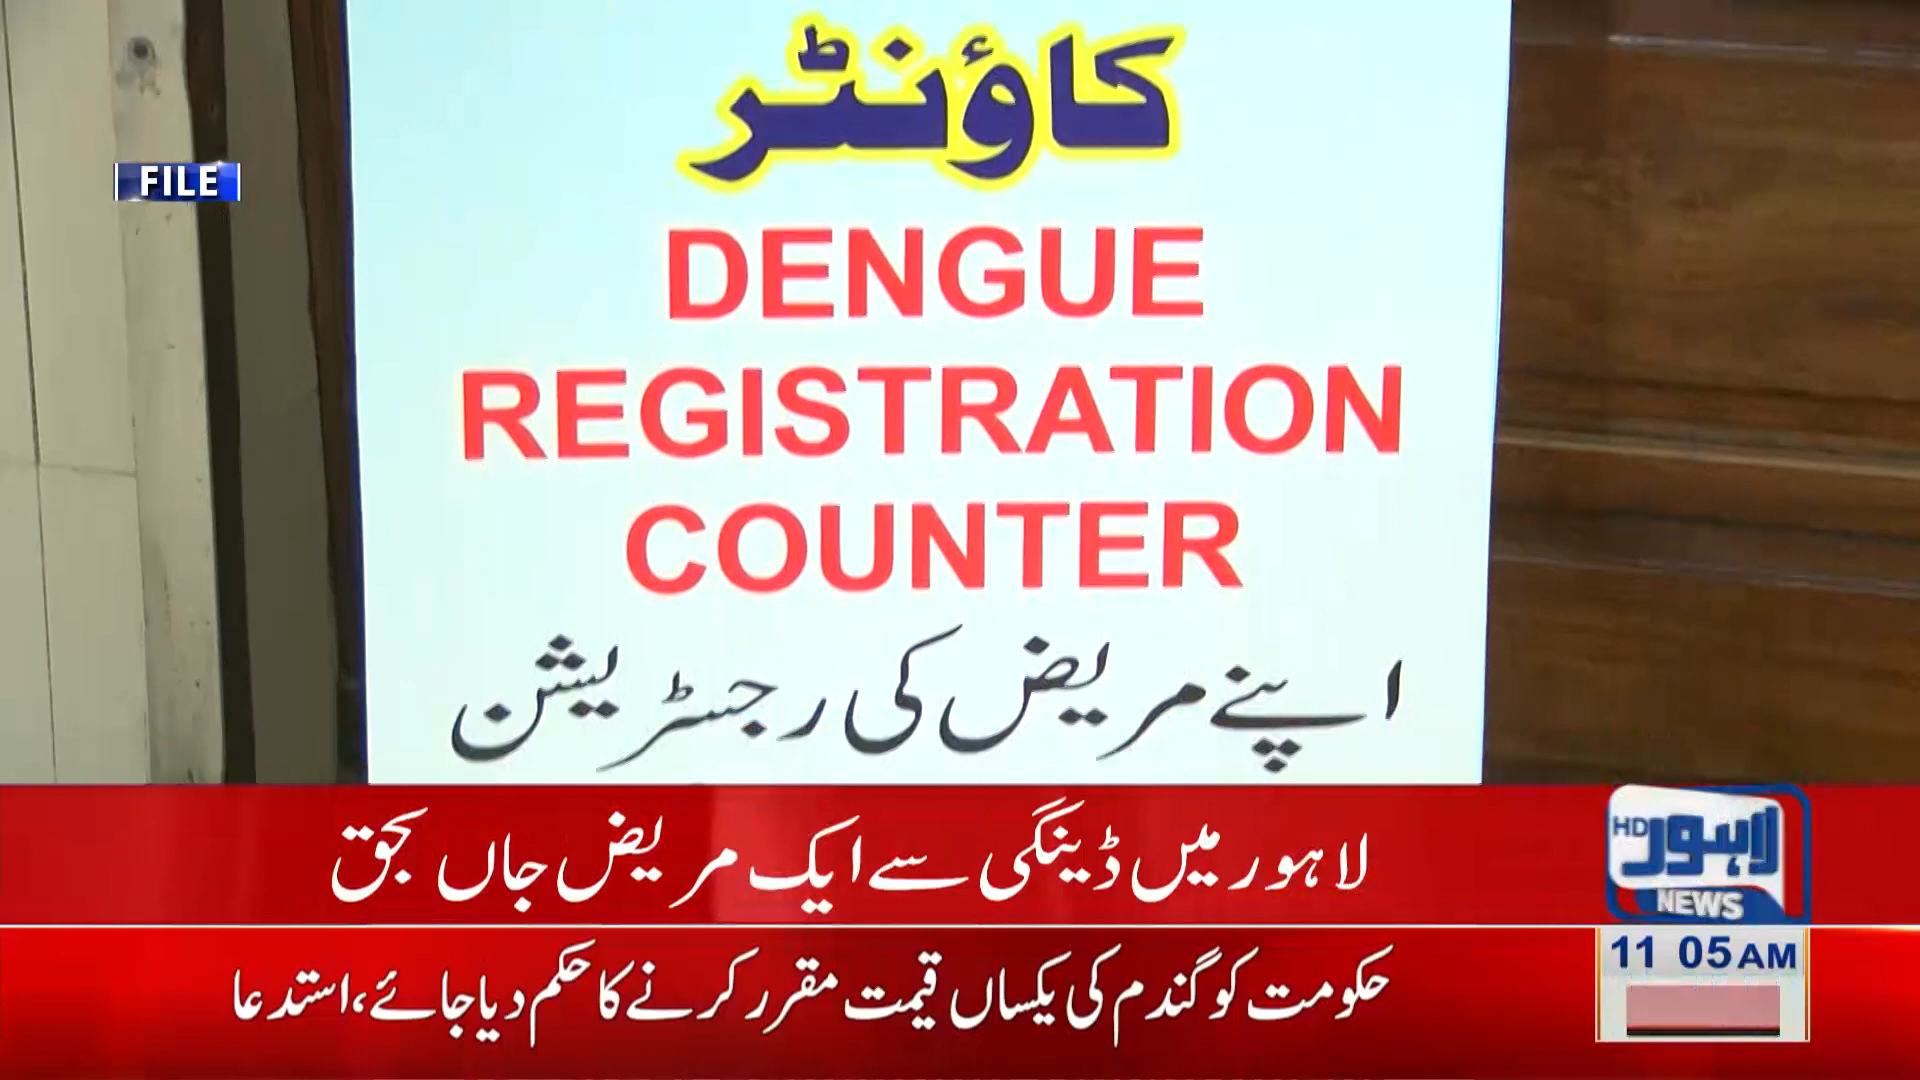 کاؤنٹر
FILE
DENGUE
REGISTRATION
COUNTER
اپنے مریض کی رجسٹریشن
لاہور میں ڈینگی سے ایک مریض جاں بحق
HD لاہور
NEWS
حکومت کو گندم کی یکساں قیمت مقرر کرنے کا حکم دیا جائے، استدعا
11 05 AM